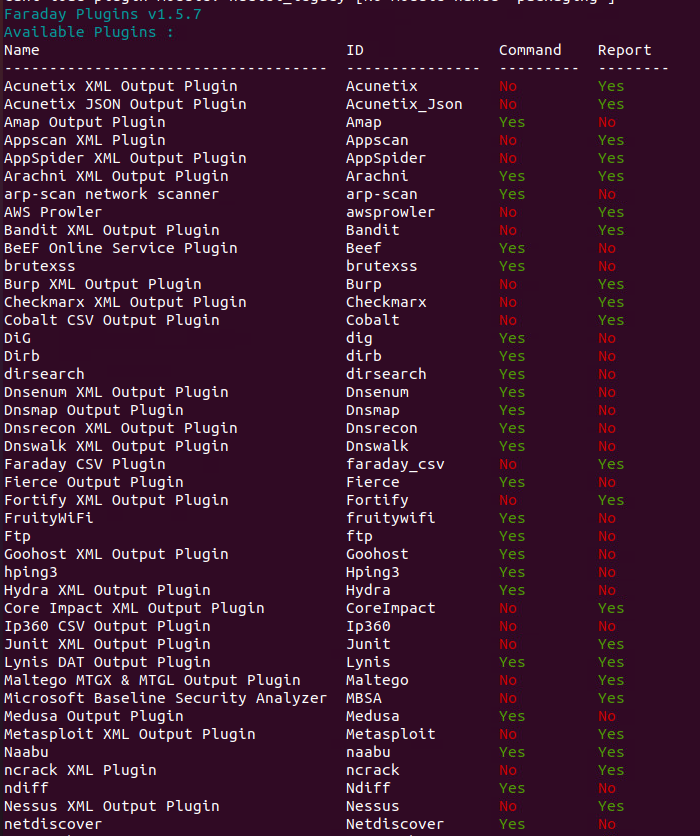 Faraday Plugins v1.5.7
Available Plugins :
Name ID Command Report
------------------------------------ --------------- --------- --------
Acunetix XML Output Plugin Acunetix No Yes
Acunetix JSON Output Plugin Acunetix_Json No Yes
Amap Output Plugin Amap Yes No
Appscan XML Plugin Appscan No Yes
AppSpider XML Output Plugin AppSpider No Yes
Arachni XML Output Plugin Arachni Yes Yes
arp-scan network scanner arp-scan Yes No
AWS Prowler awsprowler No Yes
Bandit XML Output Plugin Bandit No Yes
BeEF Online Service Plugin Beef Yes No
brutexss brutexss Yes No
Burp XML Output Plugin Burp No Yes
Checkmarx XML Output Plugin Checkmarx No Yes
Cobalt CSV Output Plugin Cobalt No Yes
DiG dig Yes No
Dirb dirb Yes No
dirsearch dirsearch Yes No
Dnsenum XML Output Plugin Dnsenum Yes No
Dnsmap Output Plugin Dnsmap Yes No
Dnsrecon XML Output Plugin Dnsrecon Yes No
Dnswalk XML Output Plugin Dnswalk Yes No
Faraday CSV Plugin faraday_csv No Yes
Fierce Output Plugin Fierce Yes No
Fortify XML Output Plugin Fortify No Yes
FruityWiFi fruitywifi Yes No
Ftp ftp Yes No
Goohost XML Output Plugin Goohost Yes No
hping3 Hping3 Yes No
Hydra XML Output Plugin Hydra Yes No
Core Impact XML Output Plugin CoreImpact No Yes
Ip360 CSV Output Plugin Ip360 No No
Junit XML Output Plugin Junit No Yes
Lynis DAT Output Plugin Lynis Yes Yes
Maltego MTGX & MTGL Output Plugin Maltego No Yes
Microsoft Baseline Security Analyzer MBSA No Yes
Medusa Output Plugin Medusa Yes No
Metasploit XML Output Plugin Metasploit No Yes
Naabu naabu Yes Yes
ncrack XML Plugin ncrack No Yes
ndiff Ndiff Yes No
Nessus XML Output Plugin Nessus No Yes
netdiscover Netdiscover Yes No